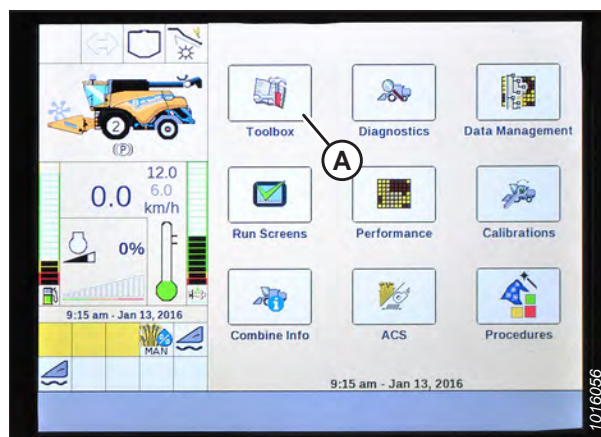 2
(P)
12.0
6.0
0.0 km/h
0%
9:15 am - Jan 13, 2016
MAN
Toolbox
Diagnostics
Data Management
A
Run Screens
Performance
Calibrations
Combine Info
ACS
Procedures
9:15 am - Jan 13, 2016
1016056